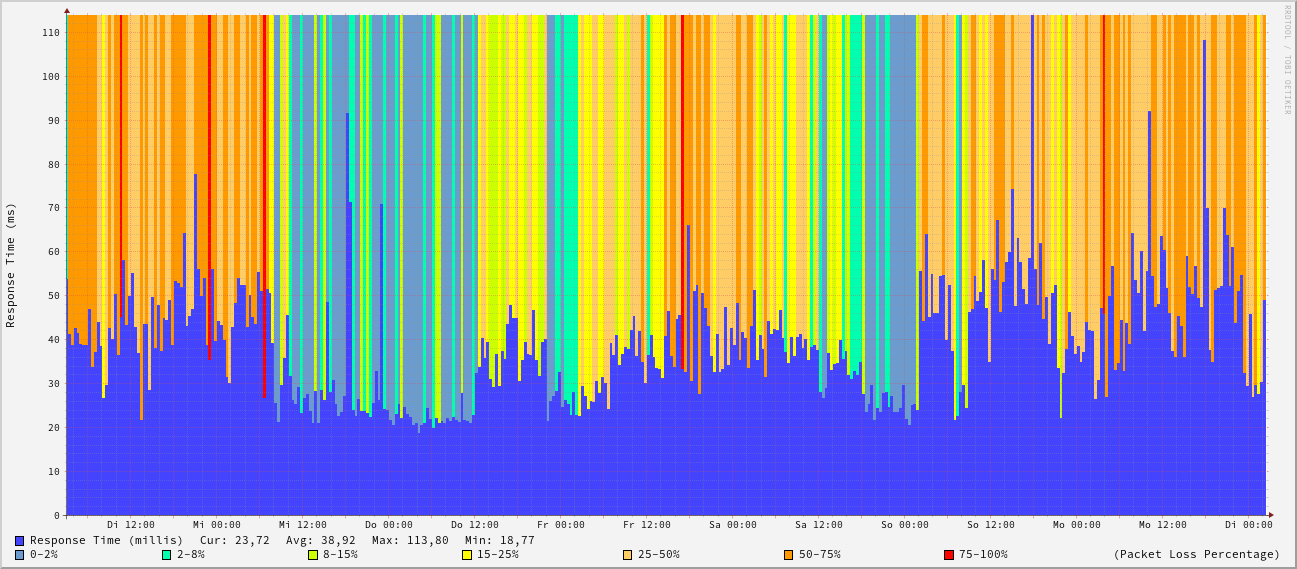 RRDTOOL / TOBI OETIKER
Response Time (ms)
110
100
90
80
70
60
50
40
30
20
10
0
Di 12:00 Mi 00:00 Mi 12:00 Do 00:00 Do 12:00 Fr 00:00 Fr 12:00 Sa 00:00 Sa 12:00 So 00:00 So 12:00 Mo 00:00 Mo 12:00 Di 00:00
Response Time (millis) Cur: 23,72 Avg: 38,92 Max: 113,80 Min: 18,77
0-2% 2-8% 8-15% 15-25% 25-50% 50-75% 75-100% (Packet Loss Percentage)